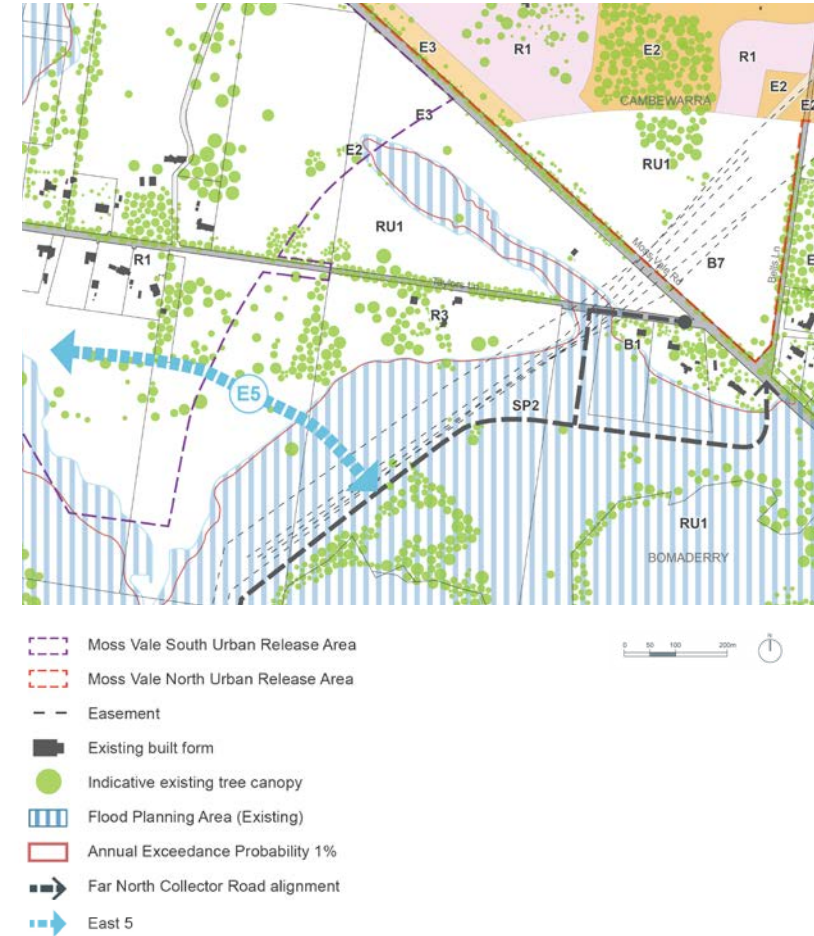 E3
R1
E2
R1
E2
E2
CAMBEWARRA
E3
E2
RU1
RU1
Moss Vale Rd
B7
Bells Ln
E
R1
Taylors Ln
R3
B1
E5
SP2
RU1
BOMADERRY
Moss Vale South Urban Release Area
0 50 100 200m
N
Moss Vale North Urban Release Area
Easement
Existing built form
Indicative existing tree canopy
Flood Planning Area (Existing)
Annual Exceedance Probability 1%
Far North Collector Road alignment
East 5